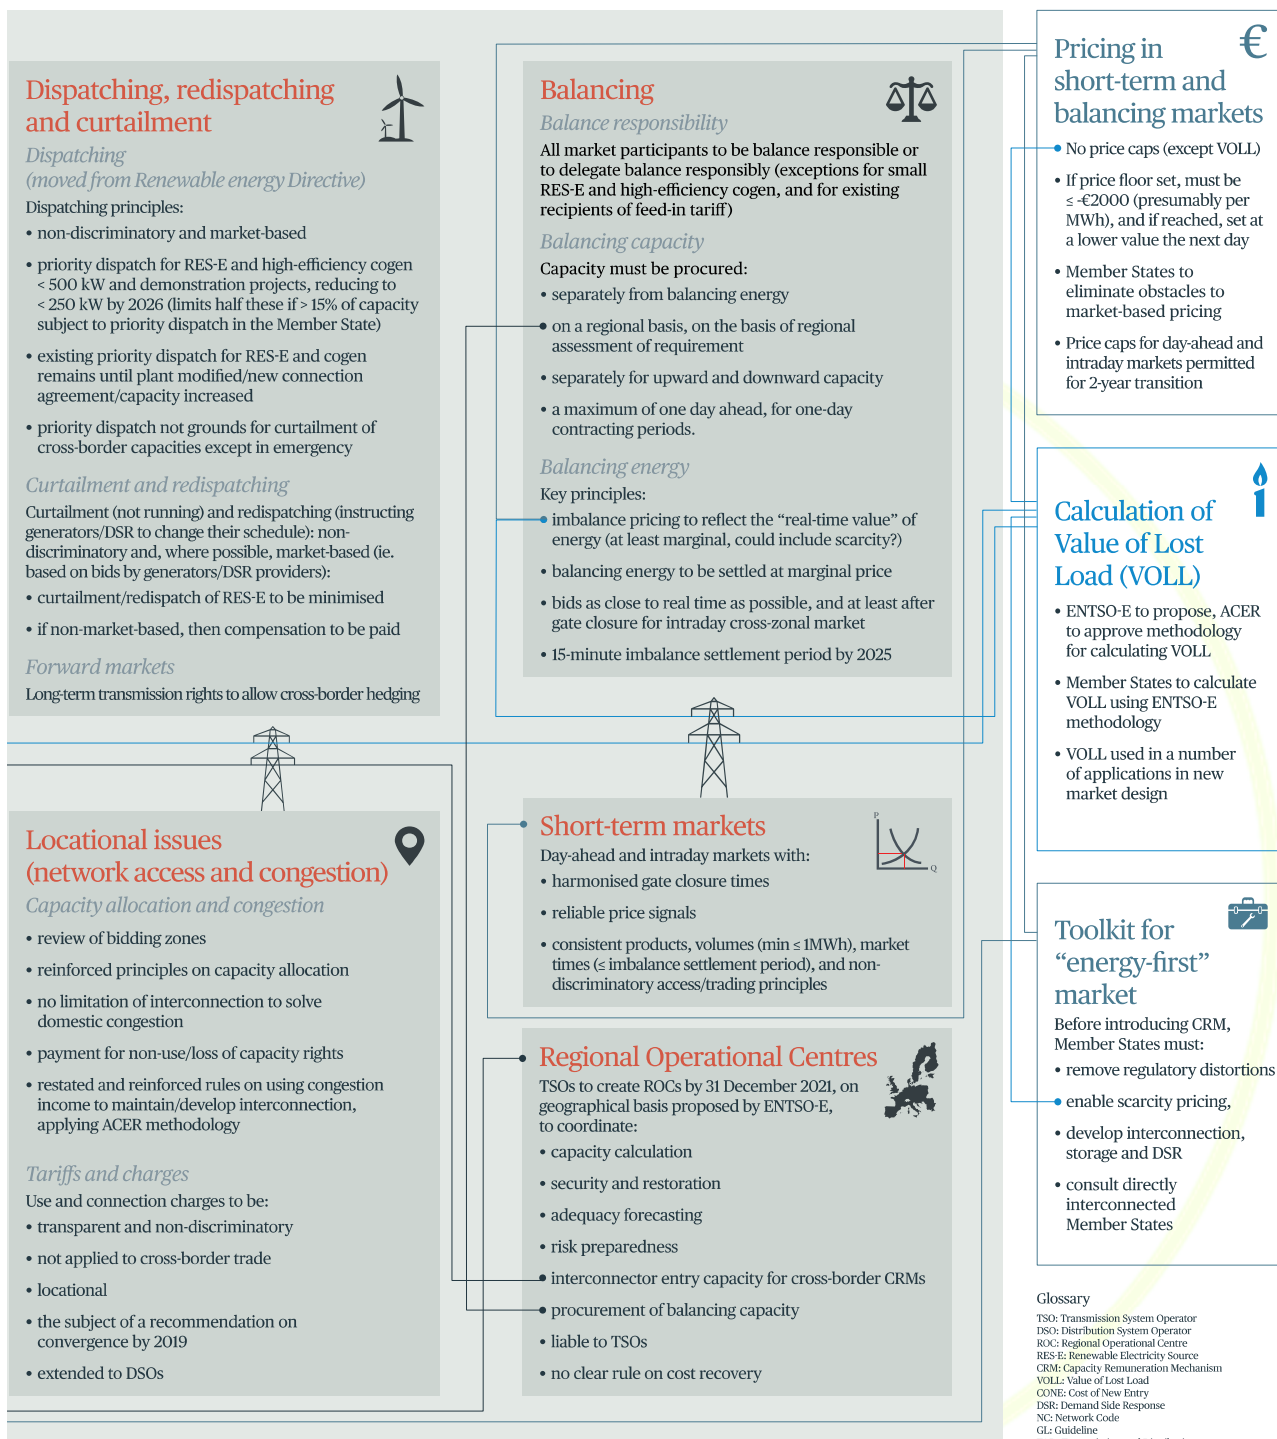 Dispatching, redispatching
and curtailment
Dispatching
(moved from Renewable energy Directive)
Dispatching principles:
• non-discriminatory and market-based
• priority dispatch for RES-E and high-efficiency cogen
< 500 kW and demonstration projects, reducing to
< 250 kW by 2026 (limits half these if > 15% of capacity
subject to priority dispatch in the Member State)
• existing priority dispatch for RES-E and cogen
remains until plant modified/new connection
agreement/capacity increased
• priority dispatch not grounds for curtailment of
cross-border capacities except in emergency
Curtailment and redispatching
Curtailment (not running) and redispatching (instructing
generators/DSR to change their schedule): non-
discriminatory and, where possible, market-based (ie.
based on bids by generators/DSR providers):
• curtailment/redispatch of RES-E to be minimised
• if non-market-based, then compensation to be paid
Forward markets
Long-term transmission rights to allow cross-border hedging
Locational issues
(network access and congestion)
Capacity allocation and congestion
• review of bidding zones
• reinforced principles on capacity allocation
• no limitation of interconnection to solve
domestic congestion
• payment for non-use/loss of capacity rights
• restated and reinforced rules on using congestion
income to maintain/develop interconnection,
applying ACER methodology
Tariffs and charges
Use and connection charges to be:
• transparent and non-discriminatory
• not applied to cross-border trade
• locational
• the subject of a recommendation on
convergence by 2019
• extended to DSOs
Balancing
Balance responsibility
All market participants to be balance responsible or
to delegate balance responsibly (exceptions for small
RES-E and high-efficiency cogen, and for existing
recipients of feed-in tariff)
Balancing capacity
Capacity must be procured:
• separately from balancing energy
• on a regional basis, on the basis of regional
assessment of requirement
• separately for upward and downward capacity
• a maximum of one day ahead, for one-day
contracting periods.
Balancing energy
Key principles:
• imbalance pricing to reflect the “real-time value” of
energy (at least marginal, could include scarcity?)
• balancing energy to be settled at marginal price
• bids as close to real time as possible, and at least after
gate closure for intraday cross-zonal market
• 15-minute imbalance settlement period by 2025
Short-term markets
P
Q
Day-ahead and intraday markets with:
• harmonised gate closure times
• reliable price signals
• consistent products, volumes (min ≤ 1MWh), market
times (≤ imbalance settlement period), and non-
discriminatory access/trading principles
Regional Operational Centres
TSOs to create ROCs by 31 December 2021, on
geographical basis proposed by ENTSO-E,
to coordinate:
• capacity calculation
• security and restoration
• adequacy forecasting
• risk preparedness
• interconnector entry capacity for cross-border CRMs
• procurement of balancing capacity
• liable to TSOs
• no clear rule on cost recovery
€
Pricing in
short-term and
balancing markets
• No price caps (except VOLL)
• If price floor set, must be
≤ -€2000 (presumably per
MWh), and if reached, set at
a lower value the next day
• Member States to
eliminate obstacles to
market-based pricing
• Price caps for day-ahead and
intraday markets permitted
for 2-year transition
Calculation of
Value of Lost
Load (VOLL)
• ENTSO-E to propose, ACER
to approve methodology
for calculating VOLL
• Member States to calculate
VOLL using ENTSO-E
methodology
• VOLL used in a number
of applications in new
market design
Toolkit for
“energy-first”
market
Before introducing CRM,
Member States must:
• remove regulatory distortions
• enable scarcity pricing,
• develop interconnection,
storage and DSR
• consult directly
interconnected
Member States
Glossary
TSO: Transmission System Operator
DSO: Distribution System Operator
ROC: Regional Operational Centre
RES-E: Renewable Electricity Source
CRM: Capacity Remuneration Mechanism
VOLL: Value of Lost Load
CONE: Cost of New Entry
DSR: Demand Side Response
NC: Network Code
GL: Guideline